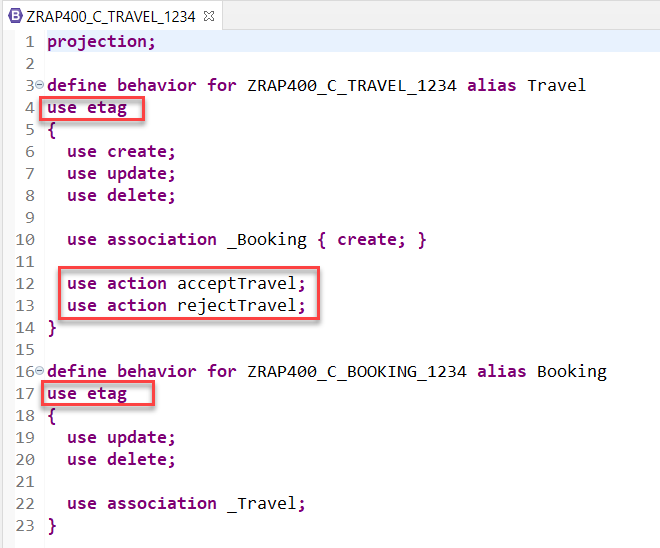 ZRAP400_C_TRAVEL_1234
1 projection;
2
3 define behavior for ZRAP400_C_TRAVEL_1234 alias Travel
4 use etag
5 {
6   use create;
7   use update;
8   use delete;
9
10   use association _Booking { create; }
11
12   use action acceptTravel;
13   use action rejectTravel;
14 }
15
16 define behavior for ZRAP400_C_BOOKING_1234 alias Booking
17 use etag
18 {
19   use update;
20   use delete;
21
22   use association _Travel;
23 }